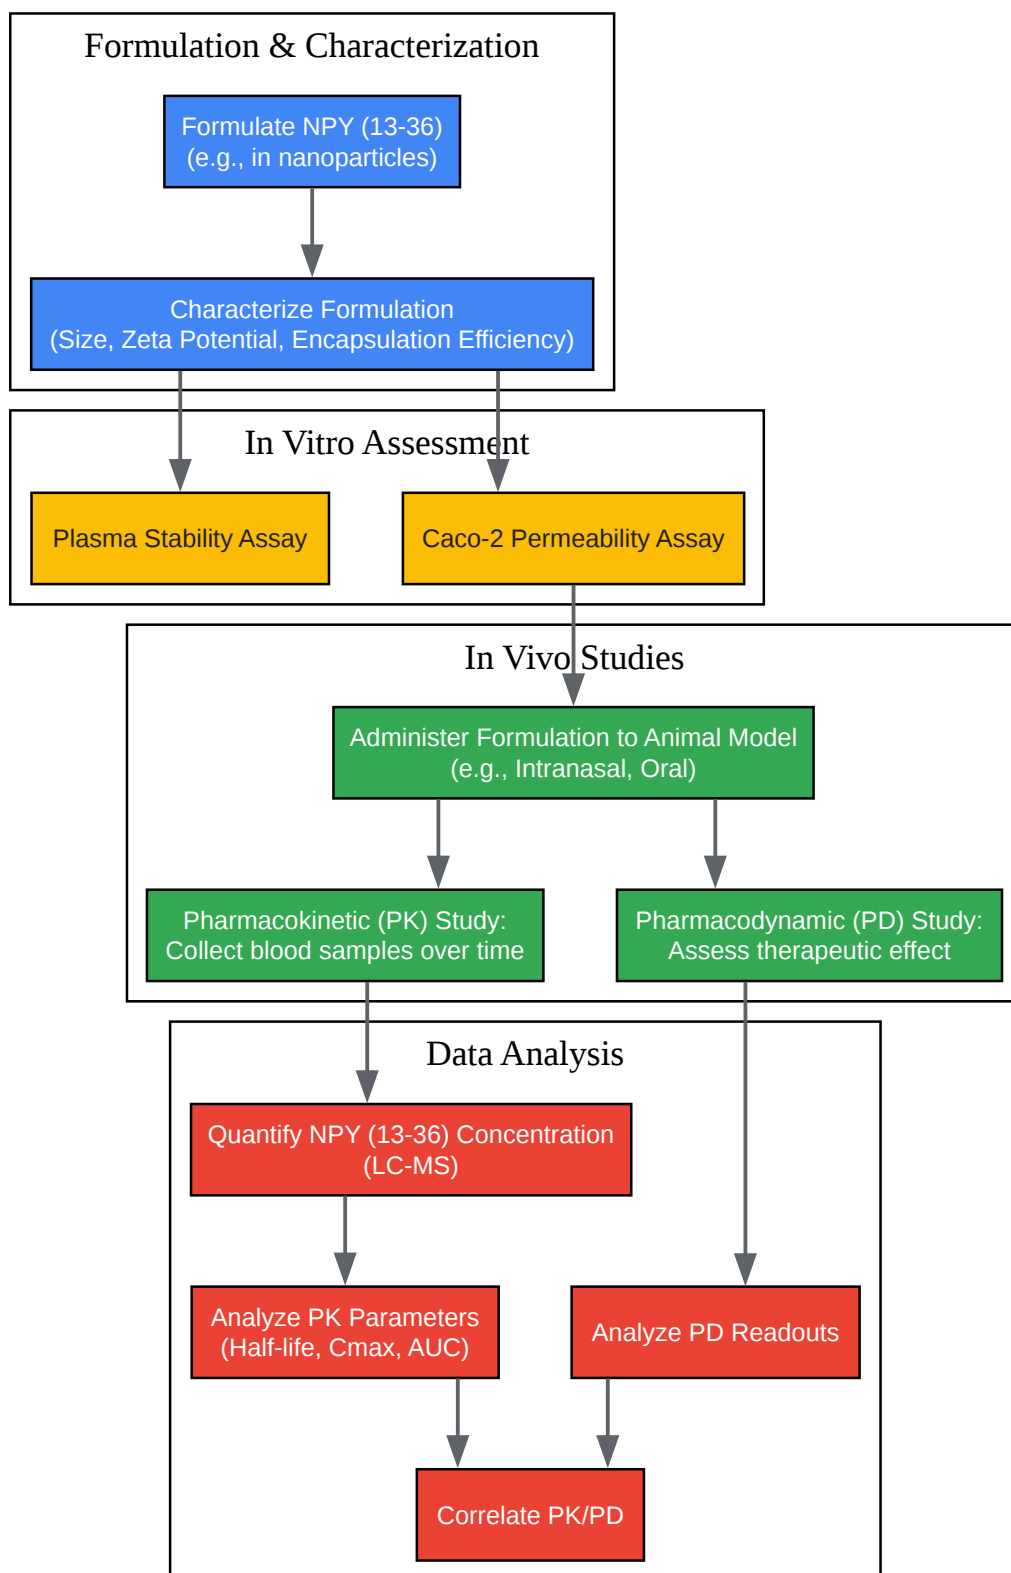 Formulation & Characterization
Formulate NPY (13-36)
(e.g., in nanoparticles)
Characterize Formulation
(Size, Zeta Potential, Encapsulation Efficiency)
In Vitro Assessment
Plasma Stability Assay
Caco-2 Permeability Assay
In Vivo Studies
Administer Formulation to Animal Model
(e.g., Intranasal, Oral)
Pharmacokinetic (PK) Study:
Collect blood samples over time
Pharmacodynamic (PD) Study:
Assess therapeutic effect
Data Analysis
Quantify NPY (13-36) Concentration
(LC-MS)
Analyze PK Parameters
(Half-life, Cmax, AUC)
Analyze PD Readouts
Correlate PK/PD